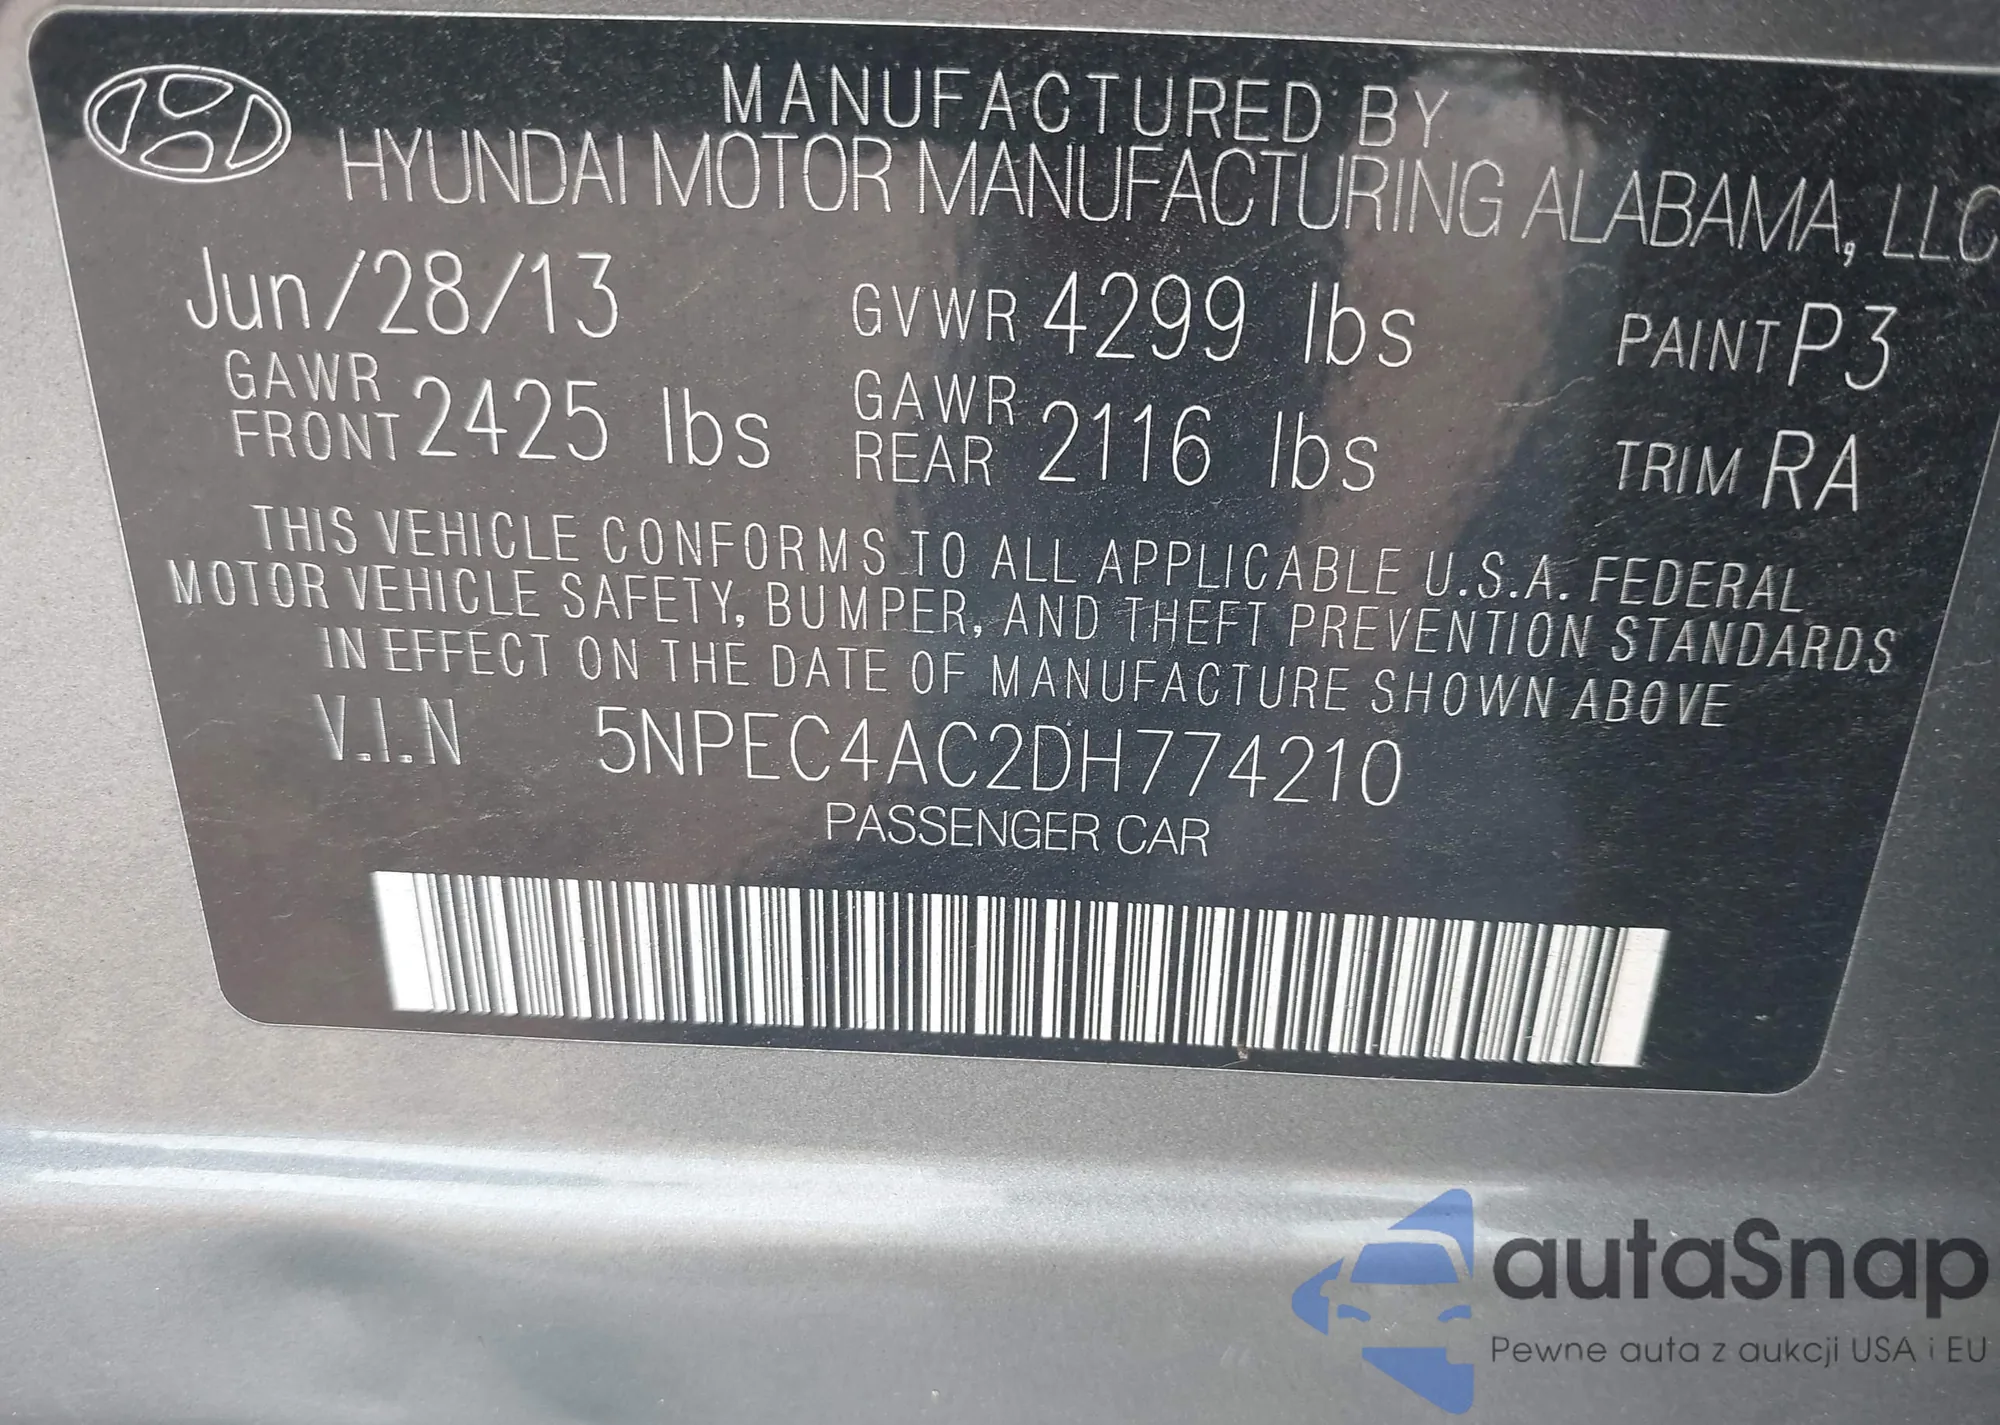 MANUFACTURED BY
HYUNDAI MOTOR MANUFACTURING ALABAMA, LLC
Jun/28/13 GVWR 4299 lbs PAINT P3
GAWR FRONT 2425 lbs GAWR REAR 2116 lbs TRIM RA
THIS VEHICLE CONFORMS TO ALL APPLICABLE U.S.A. FEDERAL
MOTOR VEHICLE SAFETY, BUMPER, AND THEFT PREVENTION STANDARDS
IN EFFECT ON THE DATE OF MANUFACTURE SHOWN ABOVE
V.I.N 5NPEC4AC2DH774210
PASSENGER CAR
autaSnap
Pewne auta z aukcji USA i EU